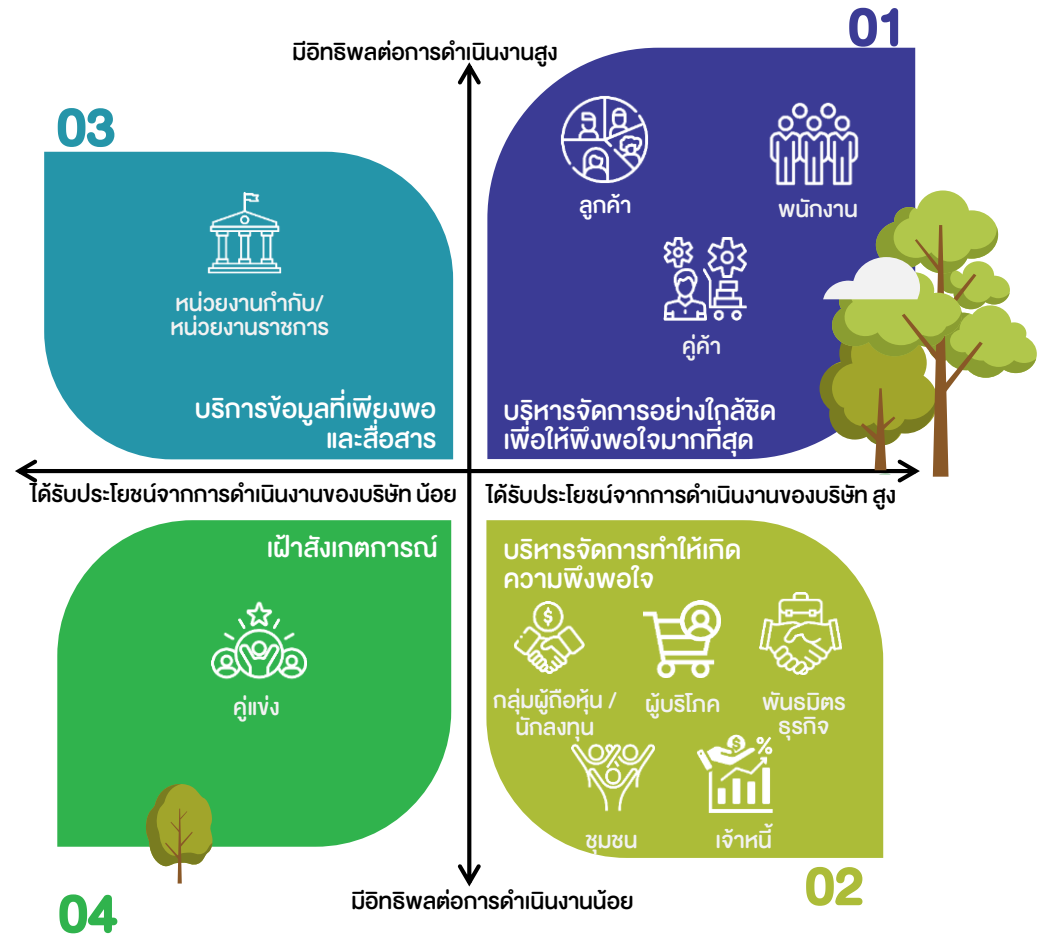 มีอิทธิพลต่อการดำเนินงานสูง
01
ลูกค้า
พนักงาน
คู่ค้า
บริหารจัดการอย่างใกล้ชิด
เพื่อให้พึงพอใจมากที่สุด
03
หน่วยงานกำกับ/
หน่วยงานราชการ
บริการข้อมูลที่เพียงพอ
และสื่อสาร
ได้รับประโยชน์จากการดำเนินงานของบริษัท น้อย
ได้รับประโยชน์จากการดำเนินงานของบริษัท สูง
เฝ้าสังเกตการณ์
คู่แข่ง
04
บริหารจัดการทำให้เกิด
ความพึงพอใจ
กลุ่มผู้ถือหุ้น /
นักลงทุน
ผู้บริโภค
พันธมิตร
ธุรกิจ
ชุมชน
เจ้าหนี้
02
มีอิทธิพลต่อการดำเนินงานน้อย